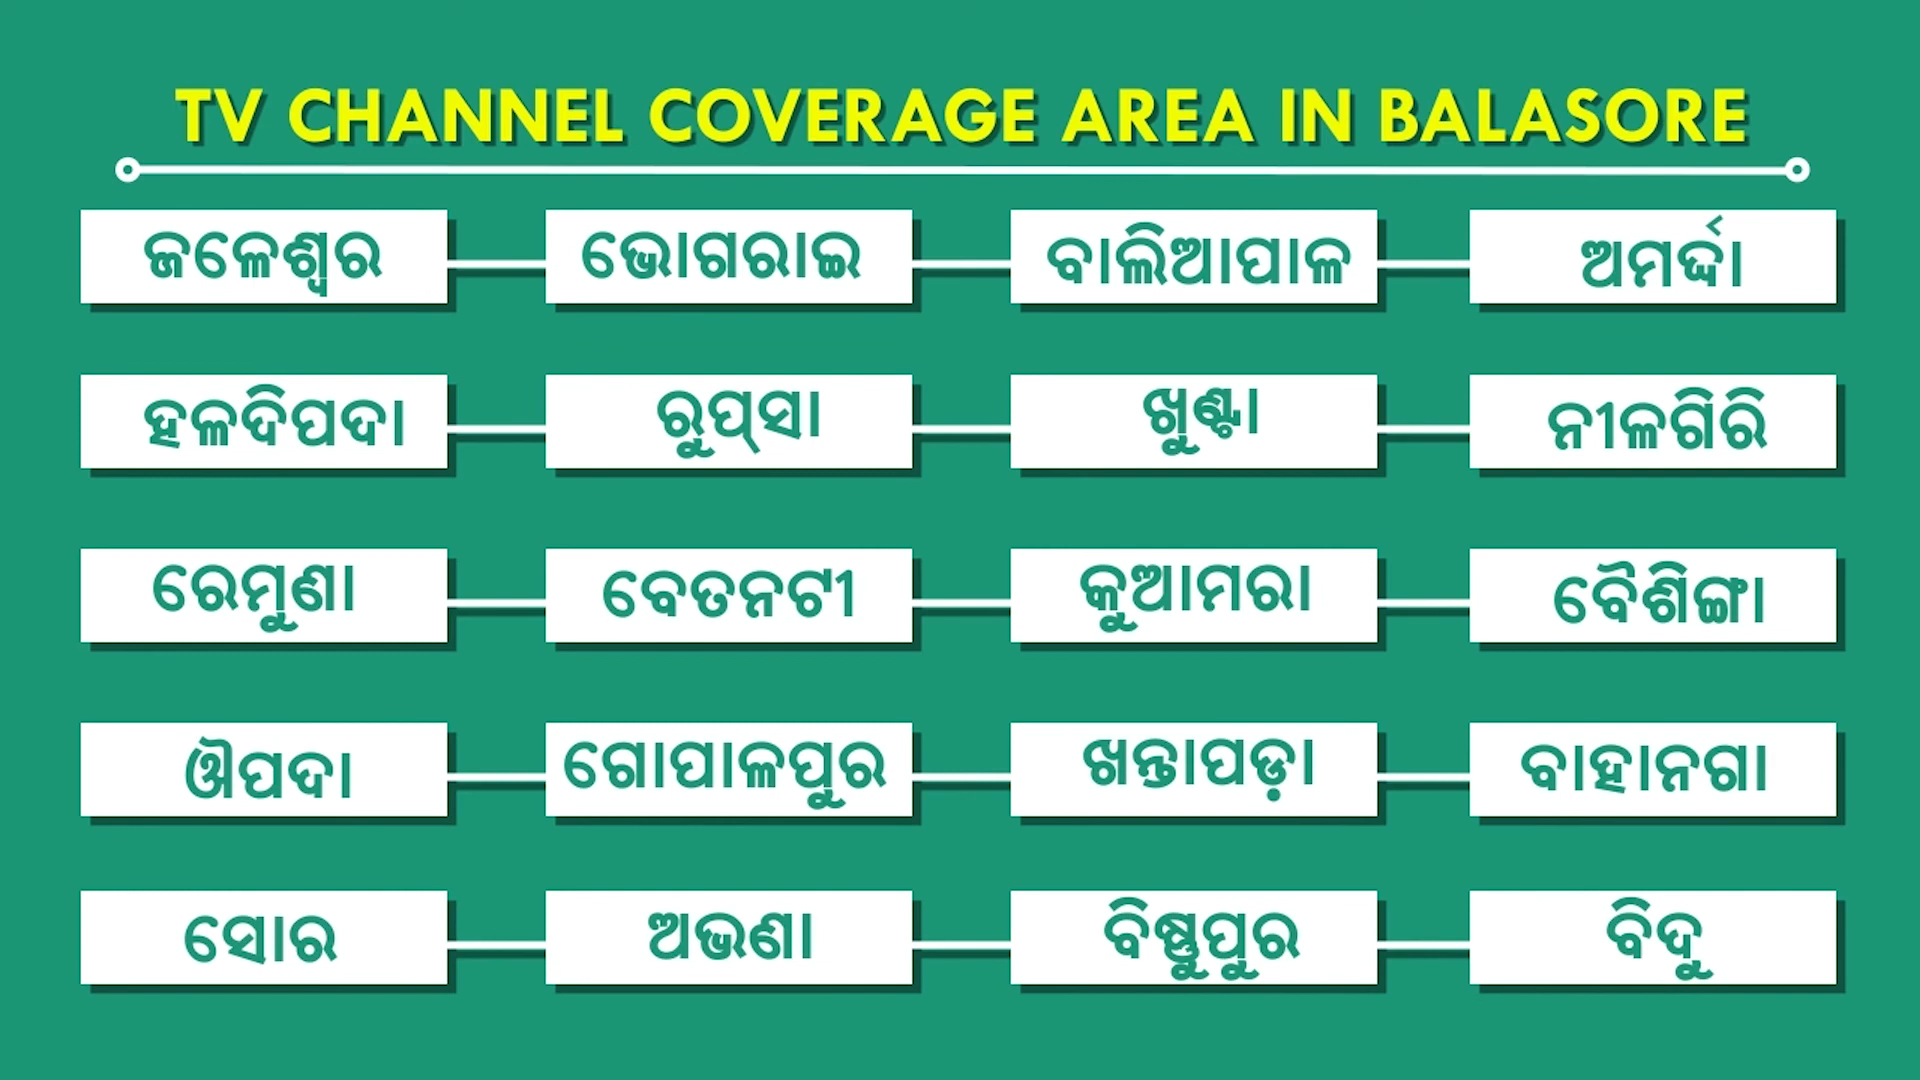 TV CHANNEL COVERAGE AREA IN BALASORE
ଜଳେଶ୍ୱର ଭୋଗରାଇ ବାଲିଆପାଳ ଅମର୍ଦ୍ଦା
ହଳଦିପଦା ରୁପ୍‌ସା ଖୁଣ୍ଟା ନୀଳଗିରି
ରେମୁଣା ବେତନଟୀ କୁଆମରା ବୈଶିଙ୍ଗା
ଔପଦା ଗୋପାଳପୁର ଖନ୍ତାପଡ଼ା ବାହାନଗା
ସୋର ଅଭଣା ବିଷ୍ଣୁପୁର ବିଦୁ